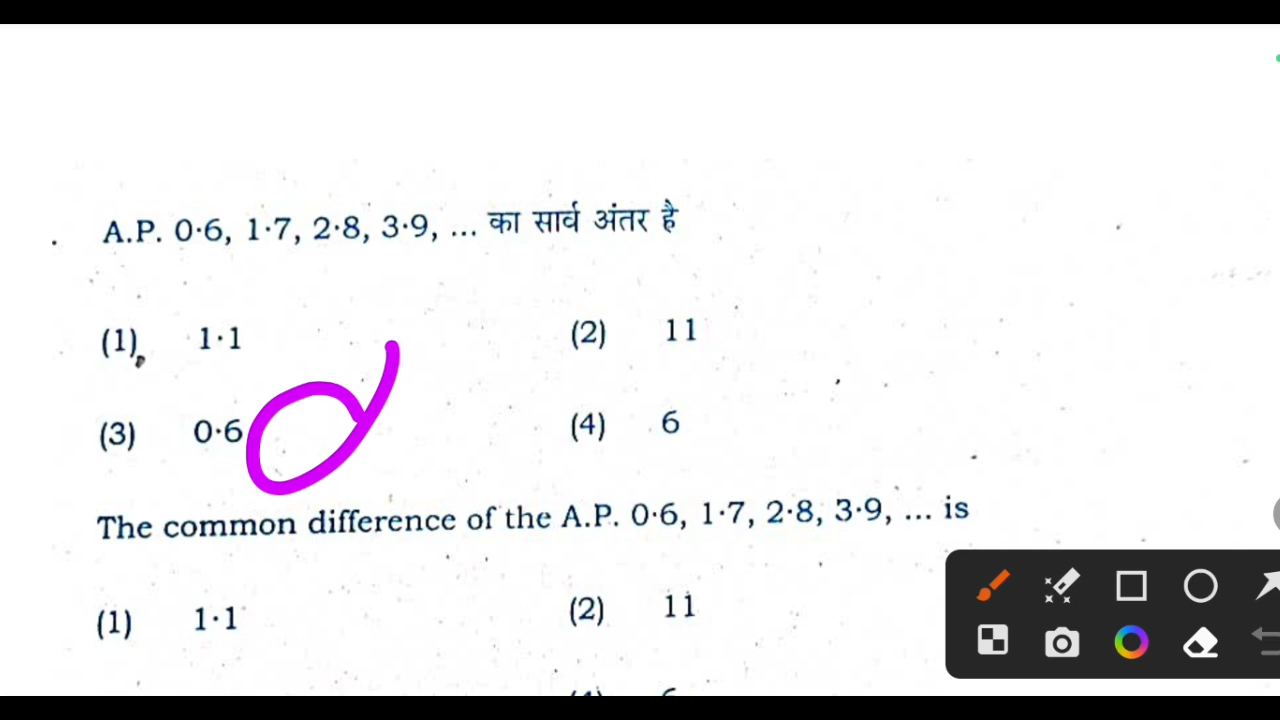 A.P. 0·6, 1·7, 2·8, 3·9, ... का सार्व अंतर है
(1) 1·1 (2) 11
(3) 0·6 (4) 6
The common difference of the A.P. 0·6, 1·7, 2·8, 3·9, ... is
(1) 1·1 (2) 11